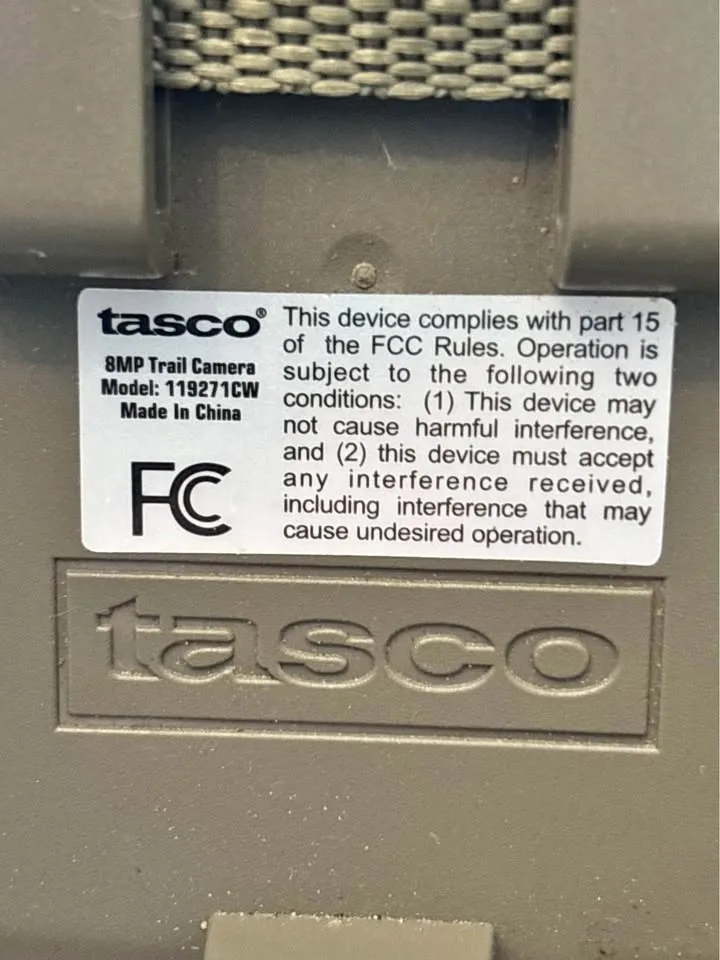 tasco®
8MP Trail Camera
Model: 119271CW
Made In China
FC
This device complies with part 15
of the FCC Rules. Operation is
subject to the following two
conditions: (1) This device may
not cause harmful interference,
and (2) this device must accept
any interference received,
including interference that may
cause undesired operation.
tasco